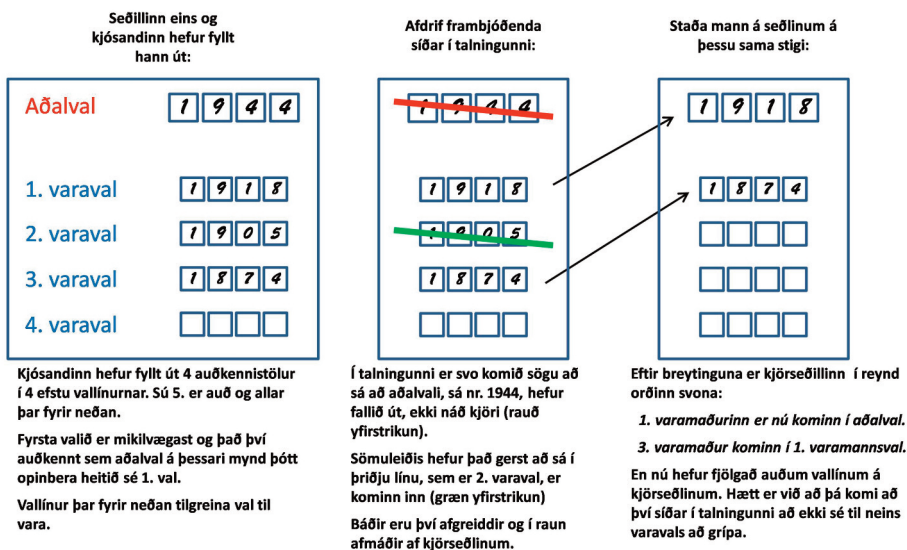 Seðillinn eins og
kjósandinn hefur fyllt
hann út:
Aðalval 1 9 4 4
1. varaval 1 9 1 8
2. varaval 1 9 0 5
3. varaval 1 8 7 4
4. varaval
Kjósandinn hefur fyllt út 4 auðkennistölur
í 4 efstu vallínurnar. Sú 5. er auð og allar
þar fyrir neðan.
Fyrsta valið er mikilvægast og það því
auðkennt sem aðalval á þessari mynd þótt
opinbera heitið sé 1. val.
Vallínur þar fyrir neðan tilgreina val til
vara.
Afdrif frambjóðenda
síðar í talningunni:
1 9 4 4
1 9 1 8
1 9 0 5
1 8 7 4
Í talningunni er svo komið sögu að
sá að aðalvali, sá nr. 1944, hefur
fallið út, ekki náð kjöri (rauð
yfirstrikun).
Sömuleiðis hefur það gerst að sá í
þriðju línu, sem er 2. varaval, er
kominn inn (græn yfirstrikun)
Báðir eru því afgreiddir og í raun
afmáðir af kjörseðlinum.
Staða mann á seðlinum á
þessu sama stigi:
1 9 1 8
1 8 7 4
Eftir breytinguna er kjörseðillinn í reynd
orðinn svona:
1. varamaðurinn er nú kominn í aðalval.
3. varamaður kominn í 1. varamannsval.
En nú hefur fjölgað auðum vallínum á
kjörseðlinum. Hætt er við að þá komi að
því síðar í talningunni að ekki sé til neins
varavals að grípa.